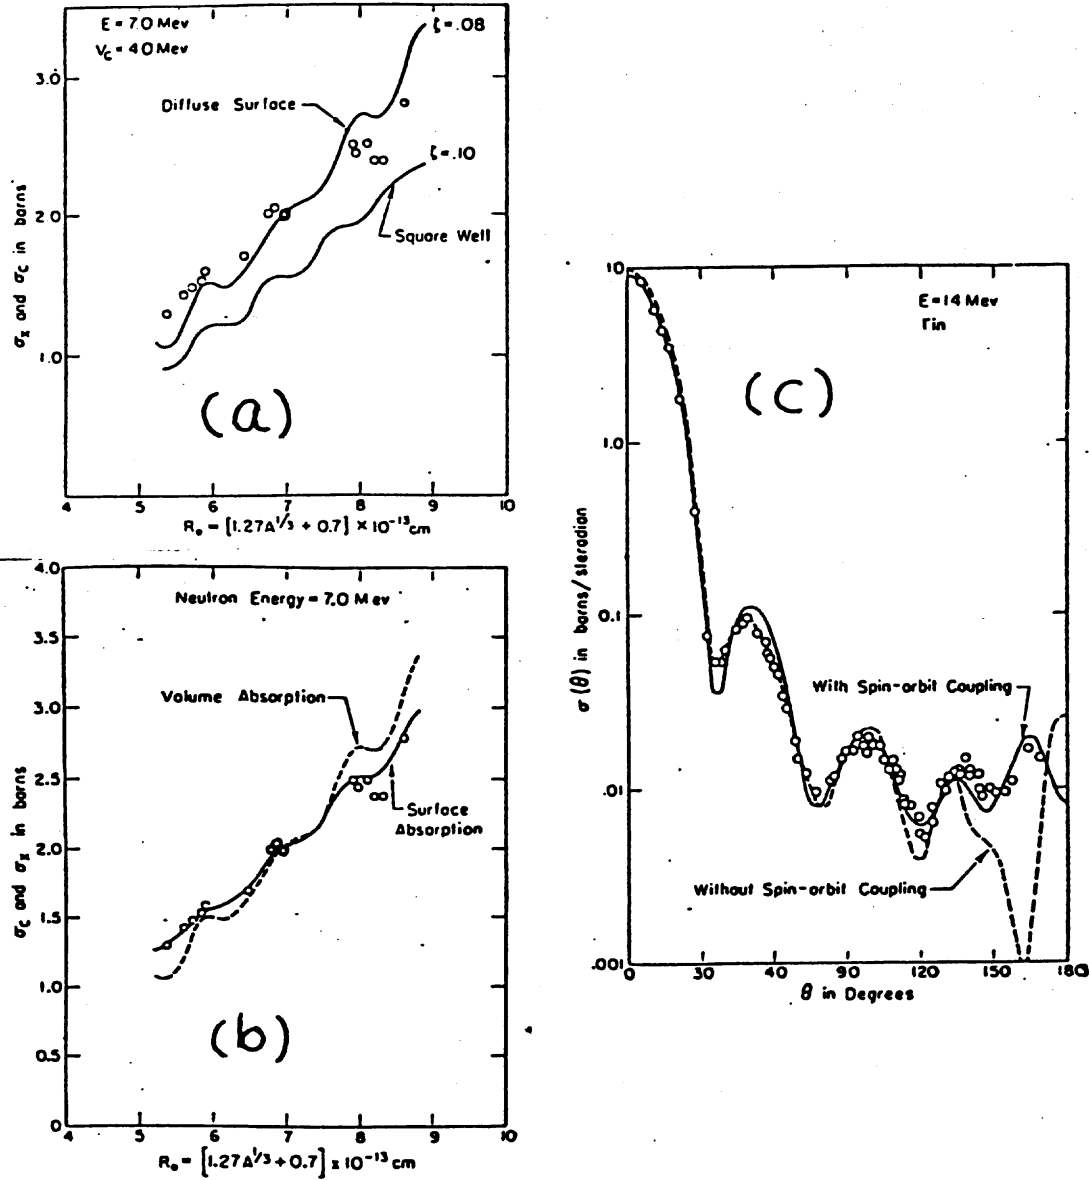 E = 7.0 Mev
V_C = 4.0 Mev
ζ = .08
3.0
Diffuse Surface
ζ = .10
2.0
Square Well
1.0
σ_x and σ_C in barns
(a)
4 5 6 7 8 9 10
R_o = [1.27A^1/3 + 0.7] × 10^-13 cm
4.0
Neutron Energy = 7.0 Mev
3.5
Volume Absorption
3.0
2.5
Surface
Absorption
2.0
1.5
1.0
0.5
0
σ_C and σ_x in barns
(b)
4 5 6 7 8 9 10
R_o = [1.27A^1/3 + 0.7] x 10^-13 cm
10
E = 14 Mev
Tin
(c)
1.0
0.1
With Spin-orbit Coupling
.01
Without Spin-orbit Coupling
.001
σ(θ) in barns/steradian
0 30 40 90 120 150 180
θ in Degrees